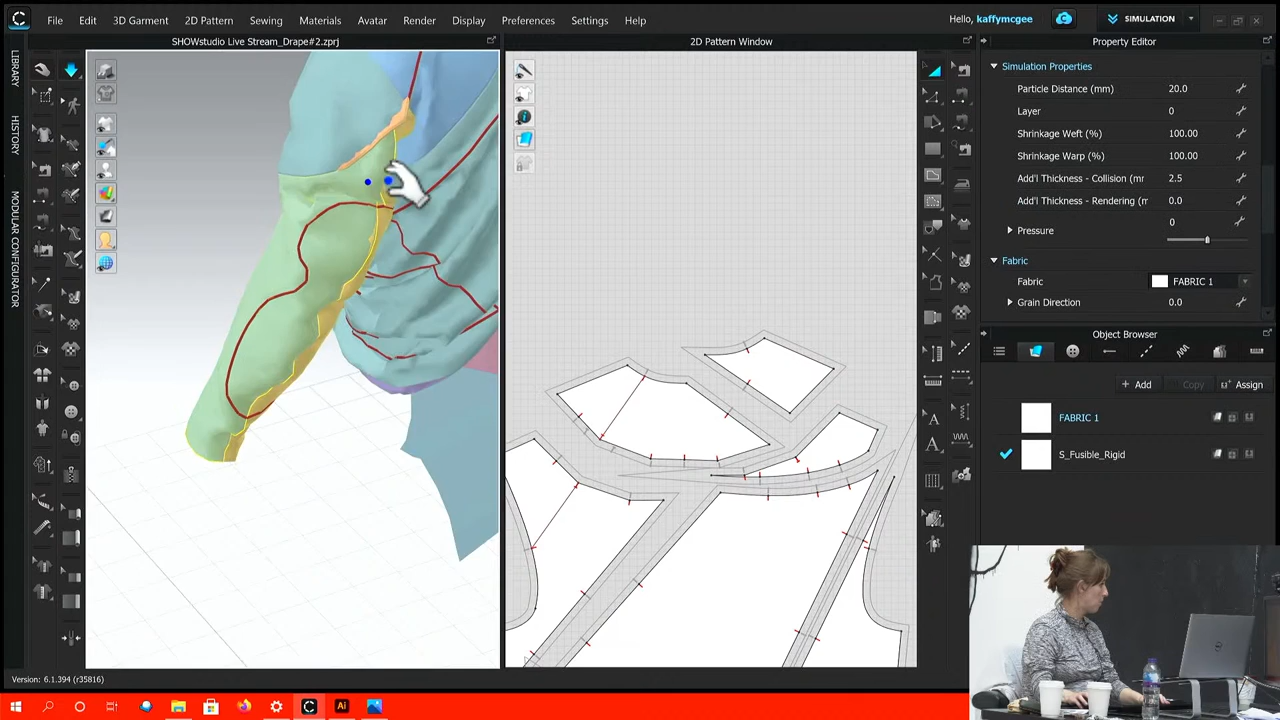 File Edit 3D Garment 2D Pattern Sewing Materials Avatar Render Display Preferences Settings Help
Hello, kaffymcgee
SIMULATION
SHOWstudio Live Stream_Drape#2.zprj
2D Pattern Window
Property Editor
LIBRARY
HISTORY
MODULAR CONFIGURATOR
Simulation Properties
Particle Distance (mm) 20.0
Layer 0
Shrinkage Weft (%) 100.00
Shrinkage Warp (%) 100.00
Add'l Thickness - Collision (mr 2.5
Add'l Thickness - Rendering (m 0.0
Pressure 0
Fabric
Fabric FABRIC 1
Grain Direction 0.0
Object Browser
+ Add Copy Assign
FABRIC 1
S_Fusible_Rigid
Version: 6.1.394 (r35816)
Ai